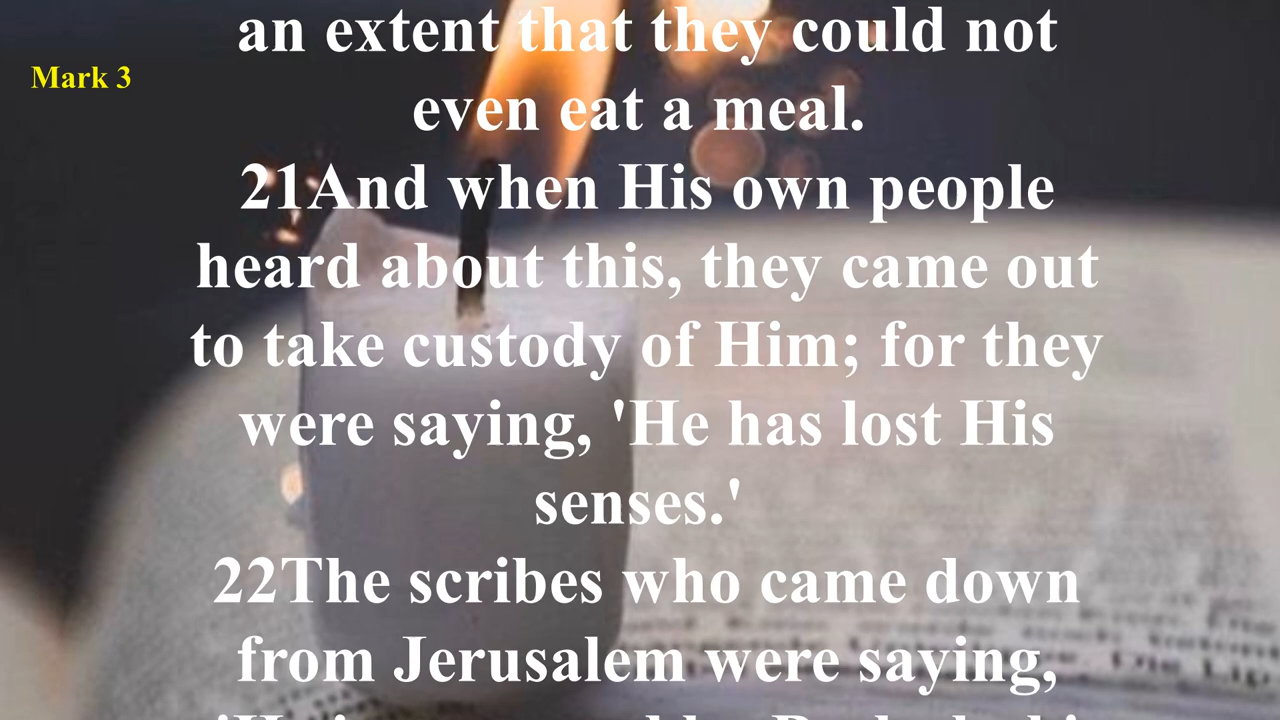 an extent that they could not
Mark 3
even eat a meal.
21And when His own people
heard about this, they came out
to take custody of Him; for they
were saying, 'He has lost His
senses.'
22The scribes who came down
from Jerusalem were saying,